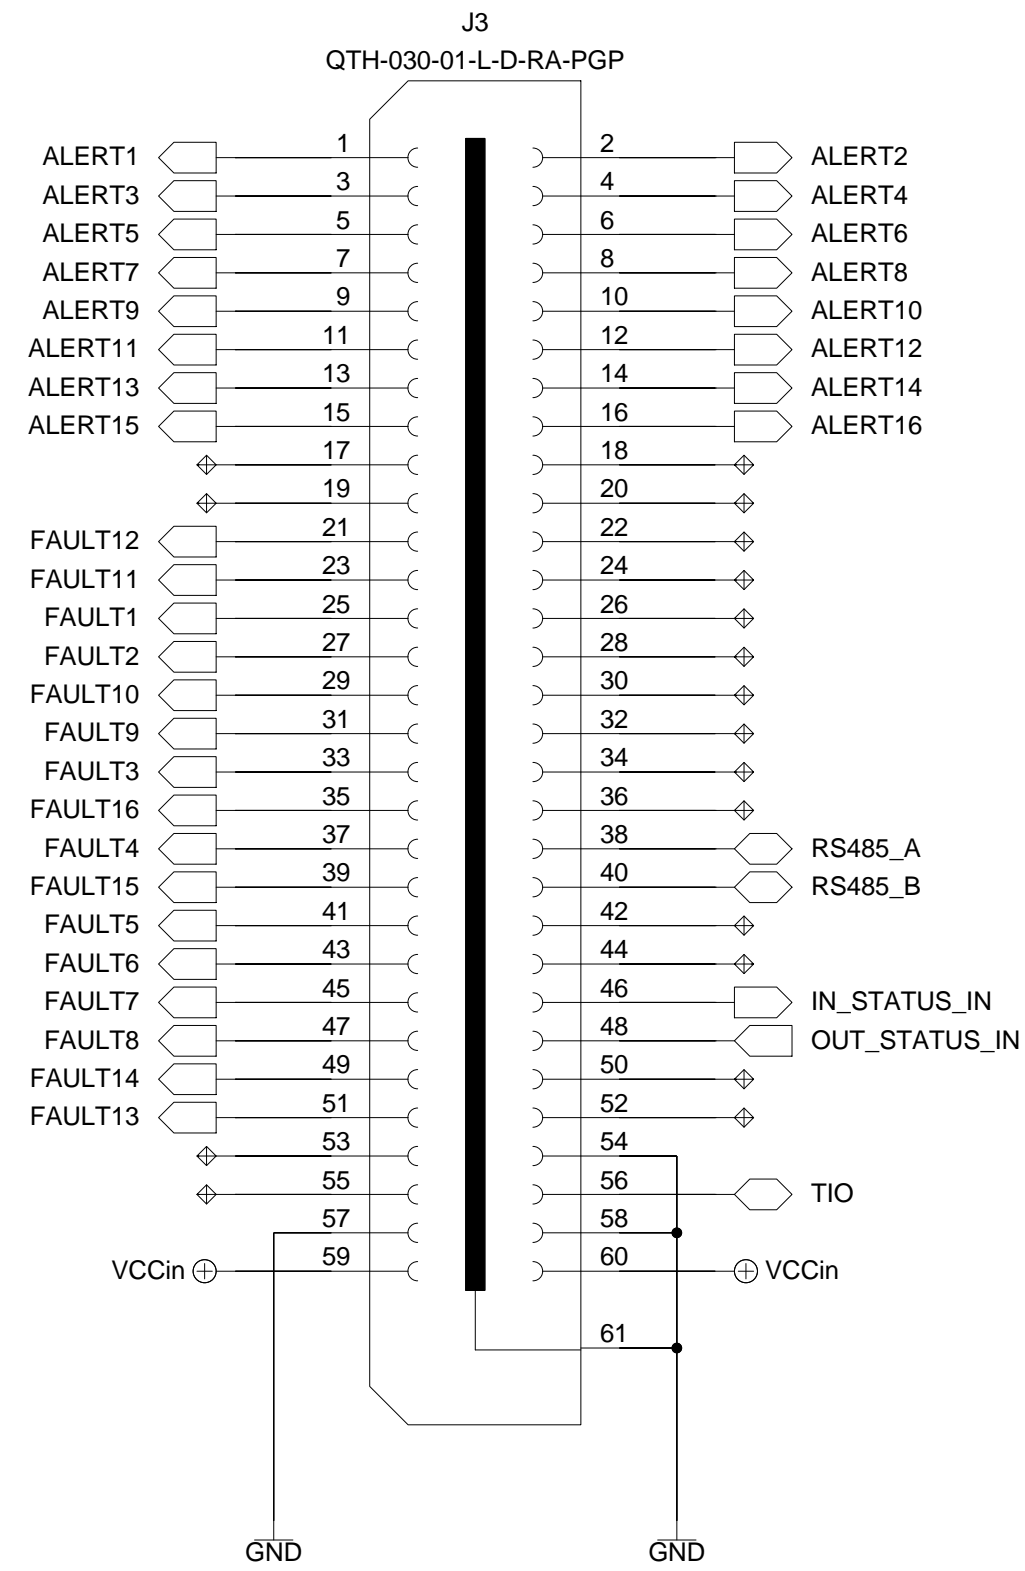 J3
QTH-030-01-L-D-RA-PGP
ALERT1 1 2 ALERT2
ALERT3 3 4 ALERT4
ALERT5 5 6 ALERT6
ALERT7 7 8 ALERT8
ALERT9 9 10 ALERT10
ALERT11 11 12 ALERT12
ALERT13 13 14 ALERT14
ALERT15 15 16 ALERT16
17 18
19 20
FAULT12 21 22
FAULT11 23 24
FAULT1 25 26
FAULT2 27 28
FAULT10 29 30
FAULT9 31 32
FAULT3 33 34
FAULT16 35 36
FAULT4 37 38 RS485_A
FAULT15 39 40 RS485_B
FAULT5 41 42
FAULT6 43 44
FAULT7 45 46 IN_STATUS_IN
FAULT8 47 48 OUT_STATUS_IN
FAULT14 49 50
FAULT13 51 52
53 54
55 56 TIO
57 58
VCCin 59 60 VCCin
61
GND GND